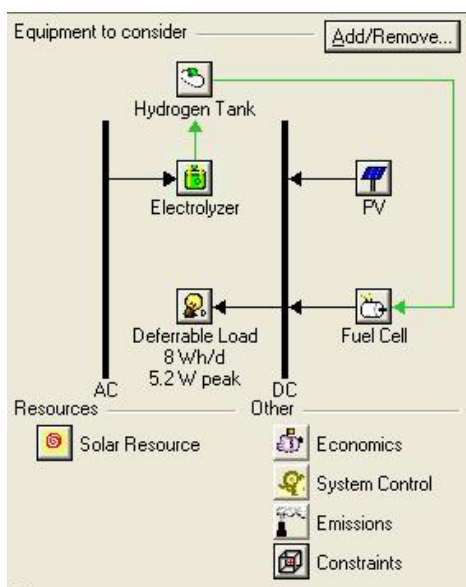 Equipment to consider
Add/Remove...
Hydrogen Tank
Electrolyzer
PV
Deferrable Load
8 Wh/d
5.2 W peak
Fuel Cell
AC
DC
Resources
Other
Solar Resource
Economics
System Control
Emissions
Constraints